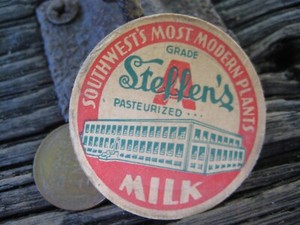 SOUTHWEST'S MOST MODERN PLANTS
GRADE
A
Steffen's
PASTEURIZED
MILK